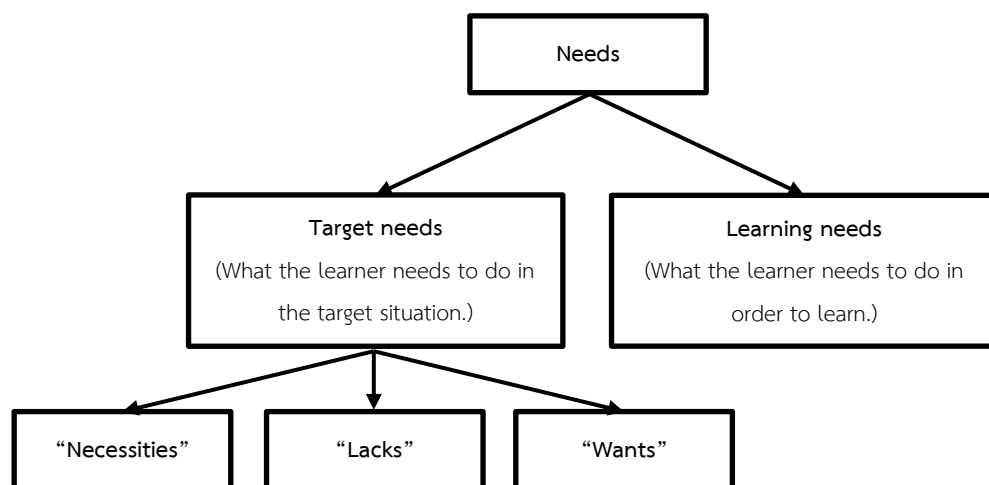 Needs
Target needs
(What the learner needs to do in
the target situation.)
Learning needs
(What the learner needs to do in
order to learn.)
“Necessities”
“Lacks”
“Wants”